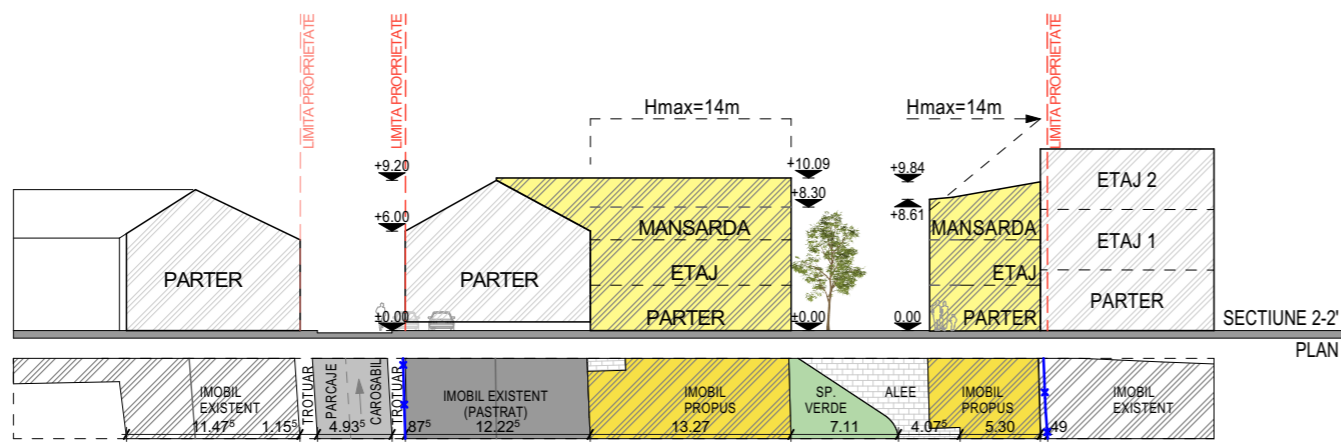 LIMITA PROPRIETATE
LIMITA PROPRIETATE
LIMITA PROPRIETATE
Hmax=14m
Hmax=14m
+9.20
+10.09
+9.84
+8.30
+8.61
+6.00
ETAJ 2
MANSARDA
MANSARDA
ETAJ 1
PARTER
PARTER
ETAJ
ETAJ
PARTER
+0.00
PARTER
+0.00
0.00
PARTER
SECTIUNE 2-2'
PLAN
IMOBIL
EXISTENT
TROTUAR
PARCAJE
CAROSABIL
TROTUAR
IMOBIL EXISTENT
(PASTRAT)
IMOBIL
PROPUS
SP.
VERDE
ALEE
IMOBIL
PROPUS
IMOBIL
EXISTENT
11.47⁵ 1.15⁵ 4.93⁵ .87⁵ 12.22⁵ 13.27 7.11 4.07⁵ 5.30 .49